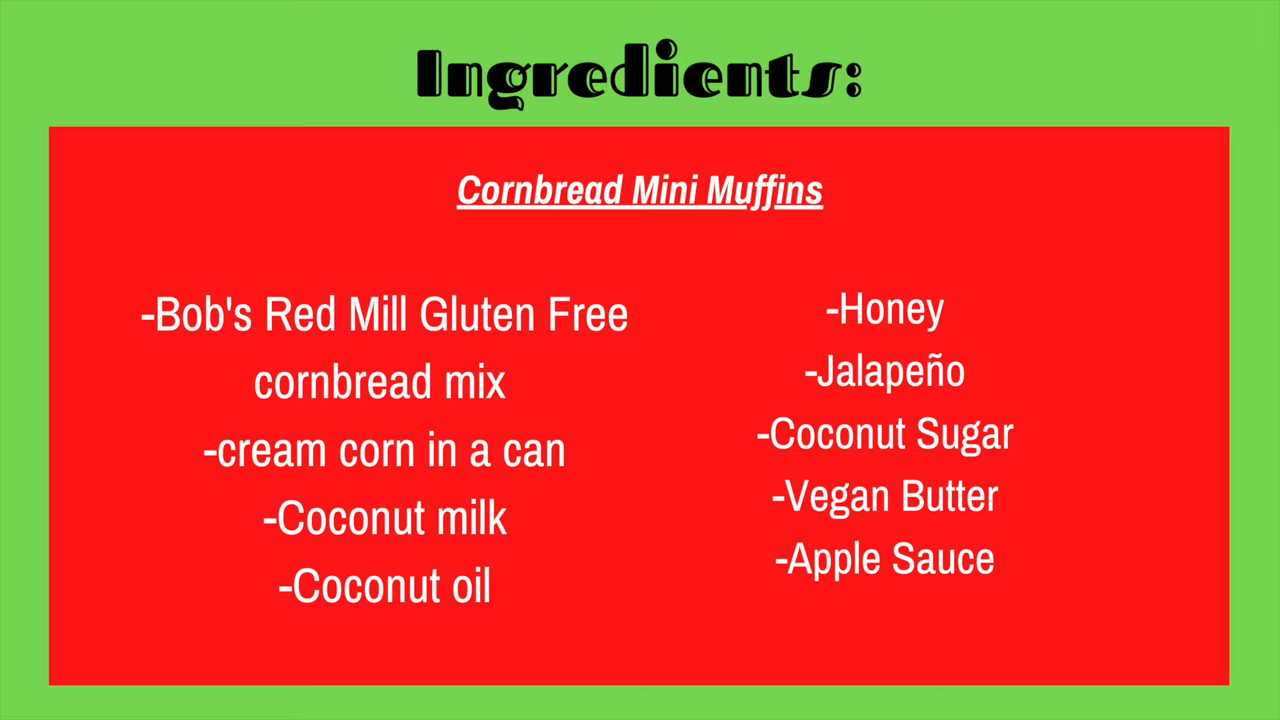 Ingredients:
Cornbread Mini Muffins
-Bob's Red Mill Gluten Free
cornbread mix
-cream corn in a can
-Coconut milk
-Coconut oil
-Honey
-Jalapeño
-Coconut Sugar
-Vegan Butter
-Apple Sauce